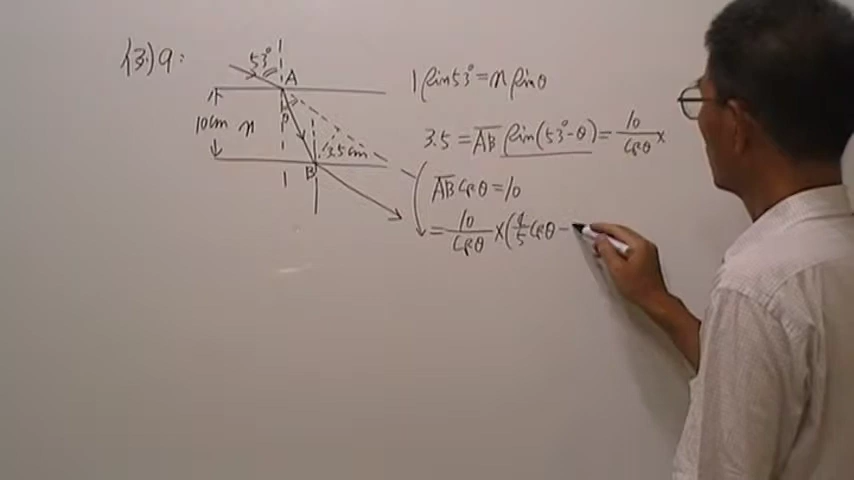 (3.) 9:
53°
A
θ
10cm n
3.5cm
B
1 sin53° = n sinθ
3.5 = AB sin(53°-θ) = 10/cosθ ×
AB cosθ = 10
= 10/cosθ × (4/5 cosθ -